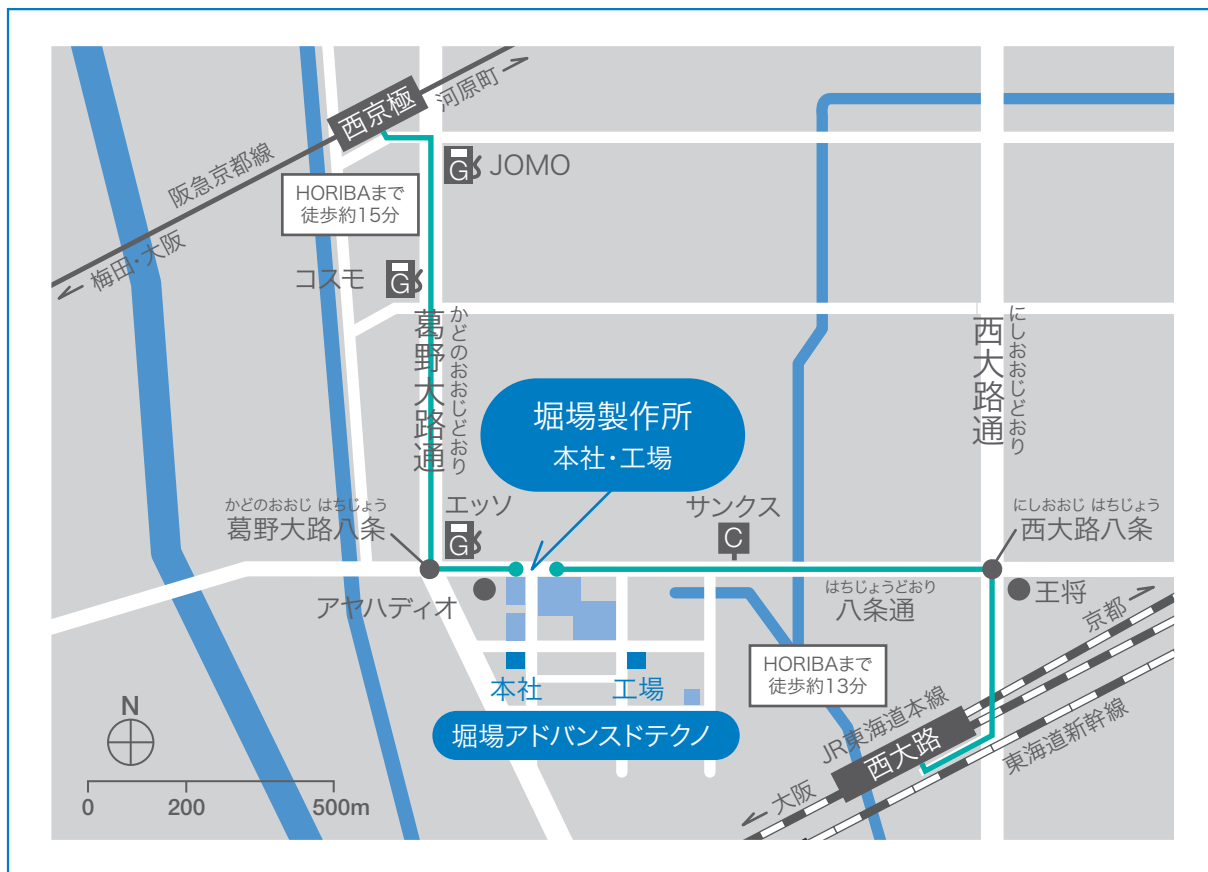 西京極
河原町
阪急京都線
梅田・大阪
G
JOMO
HORIBAまで
徒歩約15分
コスモ
G
葛野大路通
かどのおおじどおり
西大路通
にしおおじどおり
堀場製作所
本社・工場
かどのおおじ はちじょう
葛野大路八条
エッソ
G
サンクス
C
にしおおじ はちじょう
西大路八条
アヤハディオ
はちじょうどおり
八条通
王将
京都
本社
工場
HORIBAまで
徒歩約13分
堀場アドバンスドテクノ
JR東海道本線
西大路
東海道新幹線
大阪
N
0 200 500m